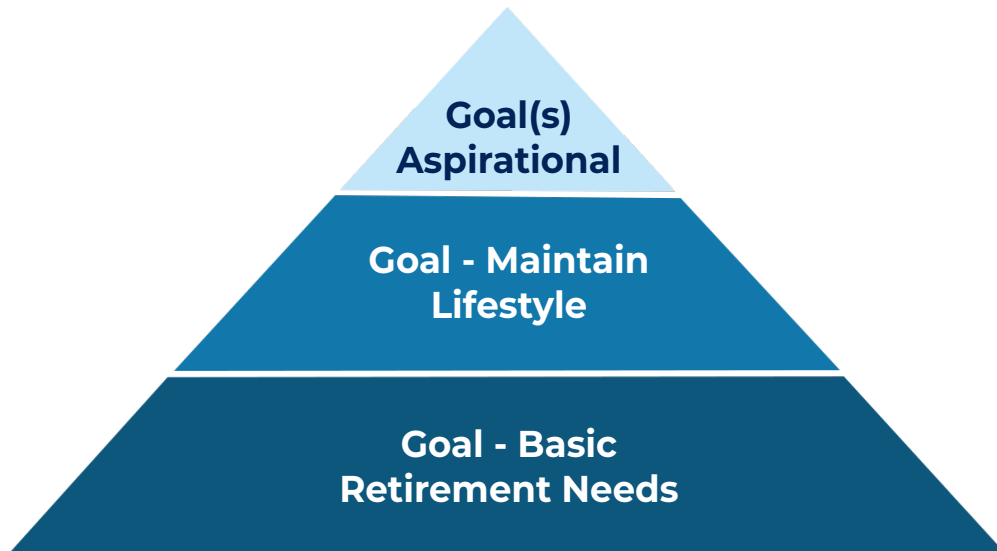 Goal(s)
Aspirational
Goal - Maintain
Lifestyle
Goal - Basic
Retirement Needs